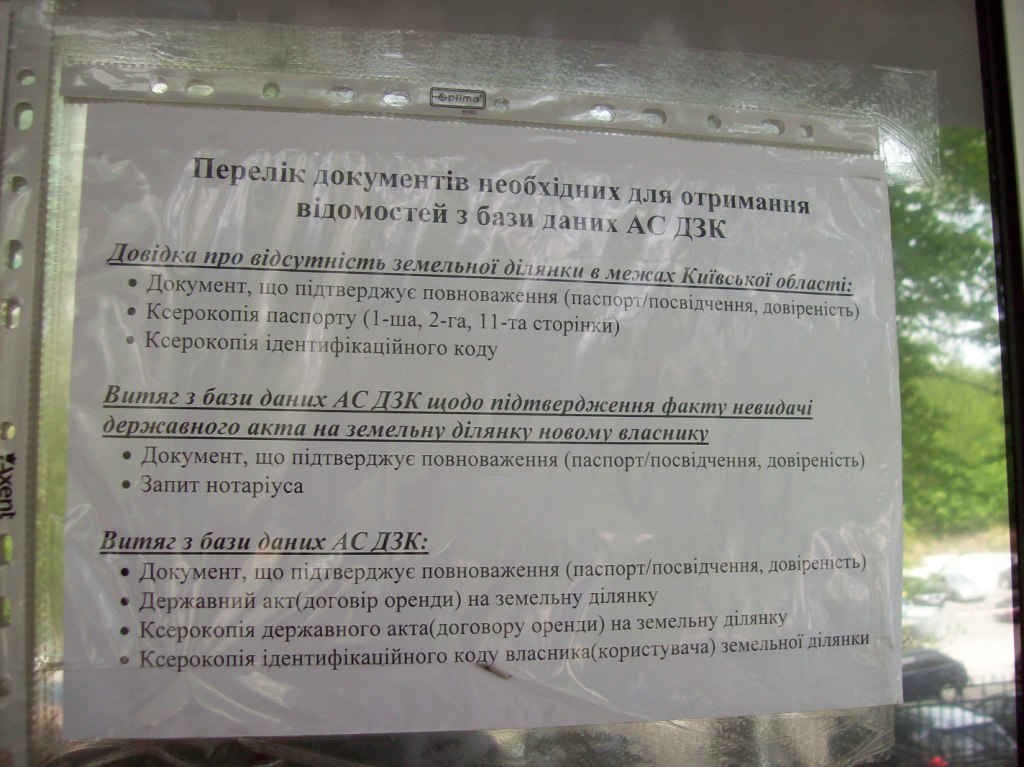 Optima
Axent
Перелік документів необхідних для отримання
відомостей з бази даних АС ДЗК
Довідка про відсутність земельної ділянки в межах Київської області:
• Документ, що підтверджує повноваження (паспорт/посвідчення, довіреність)
• Ксерокопія паспорту (1-ша, 2-га, 11-та сторінки)
• Ксерокопія ідентифікаційного коду
Витяг з бази даних АС ДЗК щодо підтвердження факту невидачі
державного акта на земельну ділянку новому власнику
• Документ, що підтверджує повноваження (паспорт/посвідчення, довіреність)
• Запит нотаріуса
Витяг з бази даних АС ДЗК:
• Документ, що підтверджує повноваження (паспорт/посвідчення, довіреність)
• Державний акт(договір оренди) на земельну ділянку
• Ксерокопія державного акта(договору оренди) на земельну ділянку
• Ксерокопія ідентифікаційного коду власника(користувача) земельної ділянки